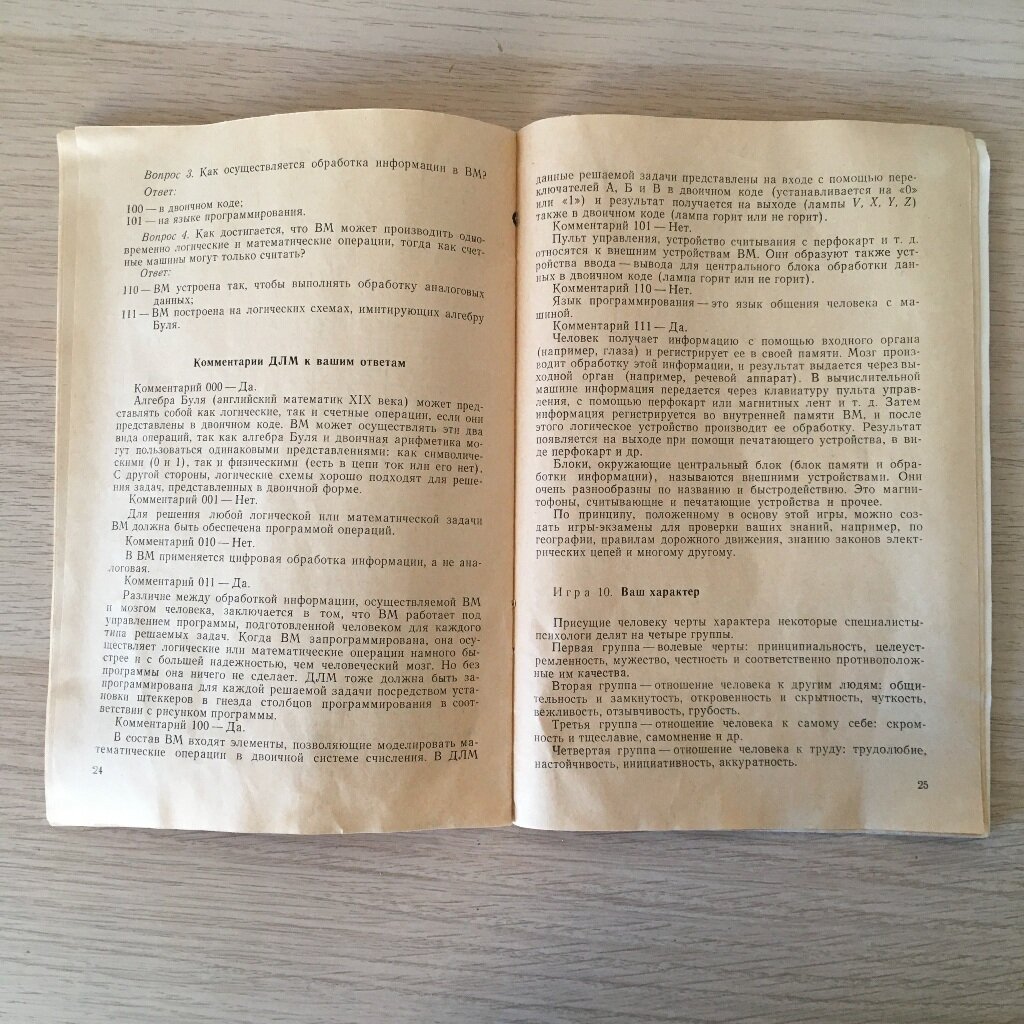 Вопрос 3. Как осуществляется обработка информации в ВМ?
Ответ:
100 — в двоичном коде;
101 — на языке программирования.
Вопрос 4. Как достигается, что ВМ может производить одно-
временно логические и математические операции, тогда как счет-
ные машины могут только считать?
Ответ:
110 — ВМ устроена так, чтобы выполнять обработку аналоговых
данных;
111 — ВМ построена на логических схемах, имитирующих алгебру
Буля.
Комментарии ДЛМ к вашим ответам
Комментарий 000 — Да.
Алгебра Буля (английский математик XIX века) может пред-
ставлять собой как логические, так и счетные операции, если они
представлены в двоичном коде. ВМ может осуществлять эти два
вида операций, так как алгебра Буля и двоичная арифметика мо-
гут пользоваться одинаковыми представлениями: как символиче-
скими (0 и 1), так и физическими (есть в цепи ток или его нет).
С другой стороны, логические схемы хорошо подходят для реше-
ния задач, представленных в двоичной форме.
Комментарий 001 — Нет.
Для решения любой логической или математической задачи
ВМ должна быть обеспечена программой операций.
Комментарий 010 — Нет.
В ВМ применяется цифровая обработка информации, а не ана-
логовая.
Комментарий 011 — Да.
Различие между обработкой информации, осуществляемой ВМ
и мозгом человека, заключается в том, что ВМ работает под
управлением программы, подготовленной человеком для каждого
типа решаемых задач. Когда ВМ запрограммирована, она осу-
ществляет логические или математические операции намного бы-
стрее и с большей надежностью, чем человеческий мозг. Но без
программы она ничего не сделает. ДЛМ тоже должна быть за-
программирована для каждой решаемой задачи посредством уста-
новки штеккеров в гнезда столбцов программирования в соот-
ветствии с рисунком программы.
Комментарий 100 — Да.
В состав ВМ входят элементы, позволяющие моделировать ма-
тематические операции в двоичной системе счисления. В ДЛМ
24
данные решаемой задачи представлены на входе с помощью пере-
ключателей А, Б и В в двоичном коде (устанавливается на «0»
или «1») и результат получается на выходе (лампы V, X, Y, Z)
также в двоичном коде (лампа горит или не горит).
Комментарий 101 — Нет.
Пульт управления, устройство считывания с перфокарт и т. д.
относятся к внешним устройствам ВМ. Они образуют также уст-
ройства ввода — вывода для центрального блока обработки дан-
ных в двоичном коде (лампа горит или не горит).
Комментарий 110 — Нет.
Язык программирования — это язык общения человека с ма-
шиной.
Комментарий 111 — Да.
Человек получает информацию с помощью входного органа
(например, глаза) и регистрирует ее в своей памяти. Мозг произ-
водит обработку этой информации, и результат выдается через вы-
ходной орган (например, речевой аппарат). В вычислительной
машине информация передается через клавиатуру пульта управ-
ления, с помощью перфокарт или магнитных лент и т. д. Затем
информация регистрируется во внутренней памяти ВМ, и после
этого логическое устройство производит ее обработку. Результат
появляется на выходе при помощи печатающего устройства, в ви-
де перфокарт и др.
Блоки, окружающие центральный блок (блок памяти и обра-
ботки информации), называются внешними устройствами. Они
очень разнообразны по названию и быстродействию. Это магни-
тофоны, считывающие и печатающие устройства и прочее.
По принципу, положенному в основу этой игры, можно соз-
дать игры-экзамены для проверки ваших знаний, например, по
географии, правилам дорожного движения, знанию законов элект-
рических цепей и многому другому.
Игра 10. Ваш характер
Присущие человеку черты характера некоторые специалисты-
психологи делят на четыре группы.
Первая группа — волевые черты: принципиальность, целеуст-
ремленность, мужество, честность и соответственно противополож-
ные им качества.
Вторая группа — отношение человека к другим людям: общи-
тельность и замкнутость, откровенность и скрытность, чуткость,
вежливость, отзывчивость, грубость.
Третья группа — отношение человека к самому себе: скром-
ность и тщеславие, самомнение и др.
Четвертая группа — отношение человека к труду: трудолюбие,
настойчивость, инициативность, аккуратность.
25